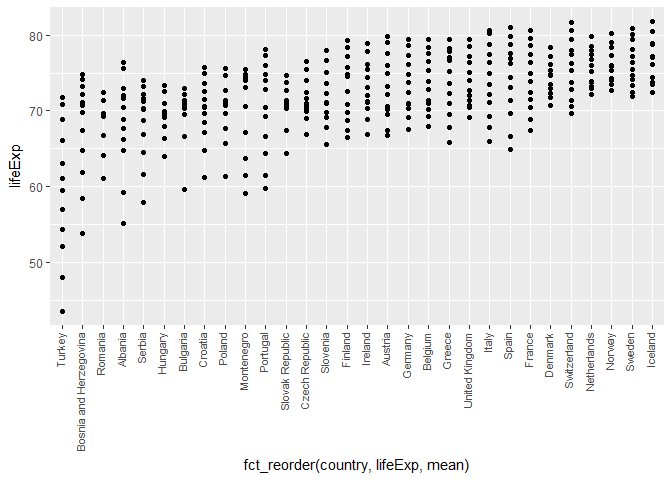 80
70
60
50
lifeExp
Turkey
Bosnia and Herzegovina
Romania
Albania
Serbia
Hungary
Bulgaria
Croatia
Poland
Montenegro
Portugal
Slovak Republic
Czech Republic
Slovenia
Finland
Ireland
Austria
Germany
Belgium
Greece
United Kingdom
Italy
Spain
France
Denmark
Switzerland
Netherlands
Norway
Sweden
Iceland
fct_reorder(country, lifeExp, mean)